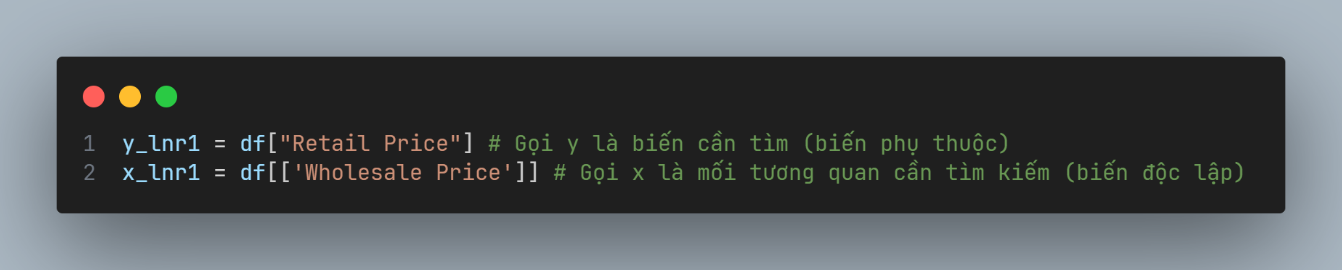 1 y_lnr1 = df["Retail Price"] # Gọi y là biến cần tìm (biến phụ thuộc)
2 x_lnr1 = df[['Wholesale Price']] # Gọi x là mối tương quan cần tìm kiếm (biến độc lập)